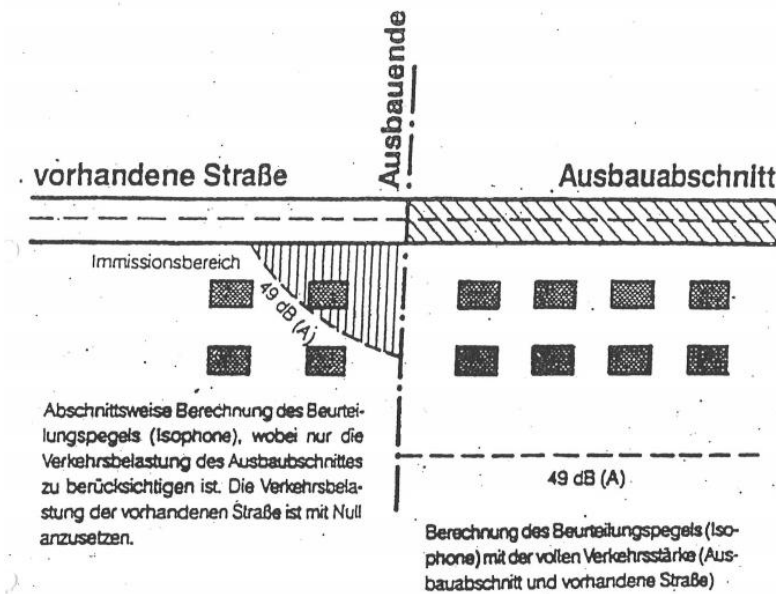 Ausbauende
vorhandene Straße
Ausbauabschnitt
Immissionsbereich
49 dB (A)
Abschnittsweise Berechnung des Beurtei-
lungspegels (Isophone), wobei nur die
Verkehrsbelastung des Ausbaubschnittes
zu berücksichtigen ist. Die Verkehrsbela-
stung der vorhandenen Straße ist mit Null
anzusetzen.
49 dB (A)
Berechnung des Beurteilungspegels (Iso-
phone) mit der vollen Verkehrsstärke (Aus-
bauabschnitt und vorhandene Straße)